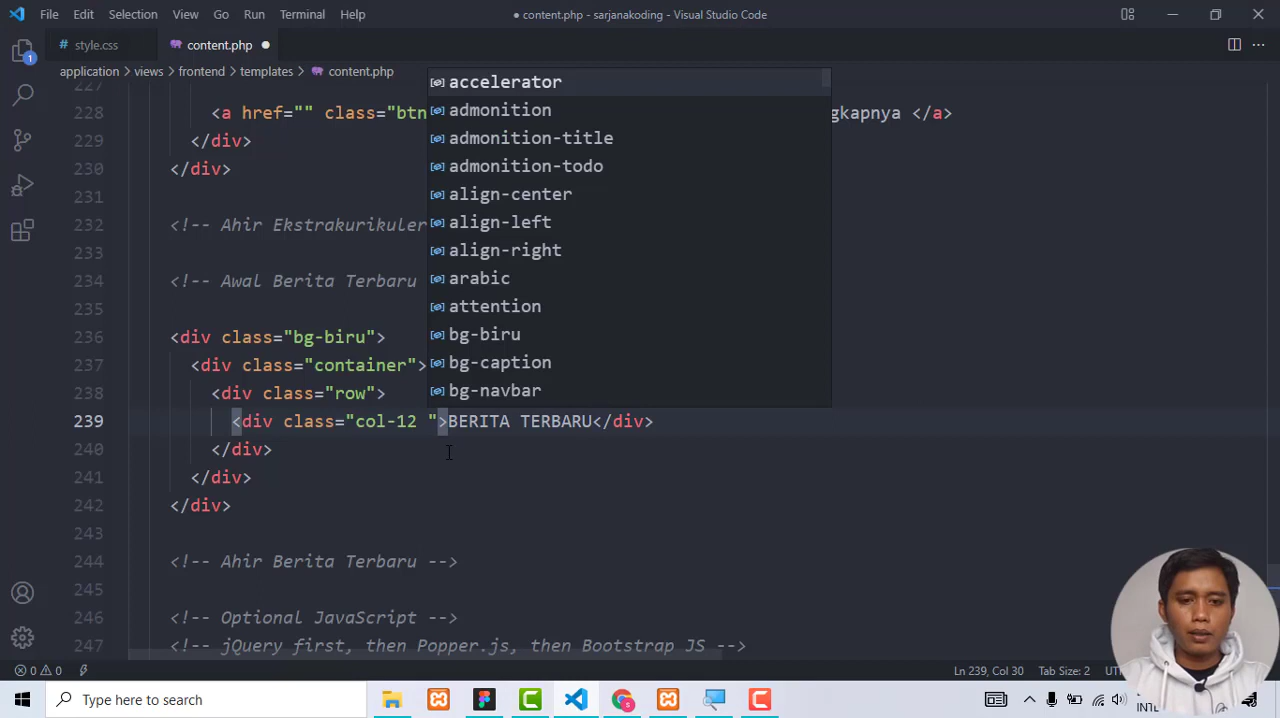 File Edit Selection View Go Run Terminal Help
● content.php - sarjanakoding - Visual Studio Code
# style.css
content.php ●
application › views › frontend › templates › content.php
227
228 <a href="" class="btn
ngkapnya </a>
229 </div>
230 </div>
231
232 <!-- Ahir Ekstrakurikuler
233
234 <!-- Awal Berita Terbaru
235
236 <div class="bg-biru">
237 <div class="container">
238 <div class="row">
239 <div class="col-12 ">BERITA TERBARU</div>
240 </div>
241 </div>
242 </div>
243
244 <!-- Ahir Berita Terbaru -->
245
246 <!-- Optional JavaScript -->
247 <!-- jQuery first, then Popper.js, then Bootstrap JS -->
accelerator
admonition
admonition-title
admonition-todo
align-center
align-left
align-right
arabic
attention
bg-biru
bg-caption
bg-navbar
1
0 0
Ln 239, Col 30 Tab Size: 2
Type here to search
INTL